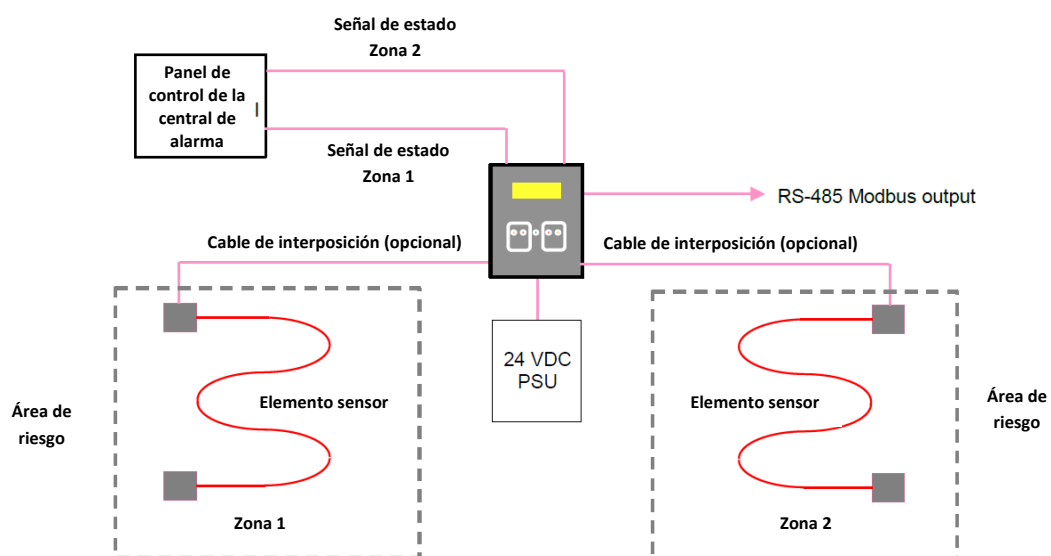 Señal de estado
Zona 2
Panel de
control de la
central de
alarma
Señal de estado
Zona 1
RS-485 Modbus output
Cable de interposición (opcional)
Cable de interposición (opcional)
24 VDC
PSU
Área de
riesgo
Elemento sensor
Elemento sensor
Área de
riesgo
Zona 1
Zona 2